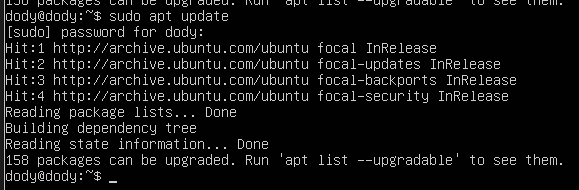 158 packages can be upgraded. Run 'apt list --upgradable' to see them.
dody@dody:~$ sudo apt update
[sudo] password for dody:
Hit:1 http://archive.ubuntu.com/ubuntu focal InRelease
Hit:2 http://archive.ubuntu.com/ubuntu focal-updates InRelease
Hit:3 http://archive.ubuntu.com/ubuntu focal-backports InRelease
Hit:4 http://archive.ubuntu.com/ubuntu focal-security InRelease
Reading package lists... Done
Building dependency tree
Reading state information... Done
158 packages can be upgraded. Run 'apt list --upgradable' to see them.
dody@dody:~$ _